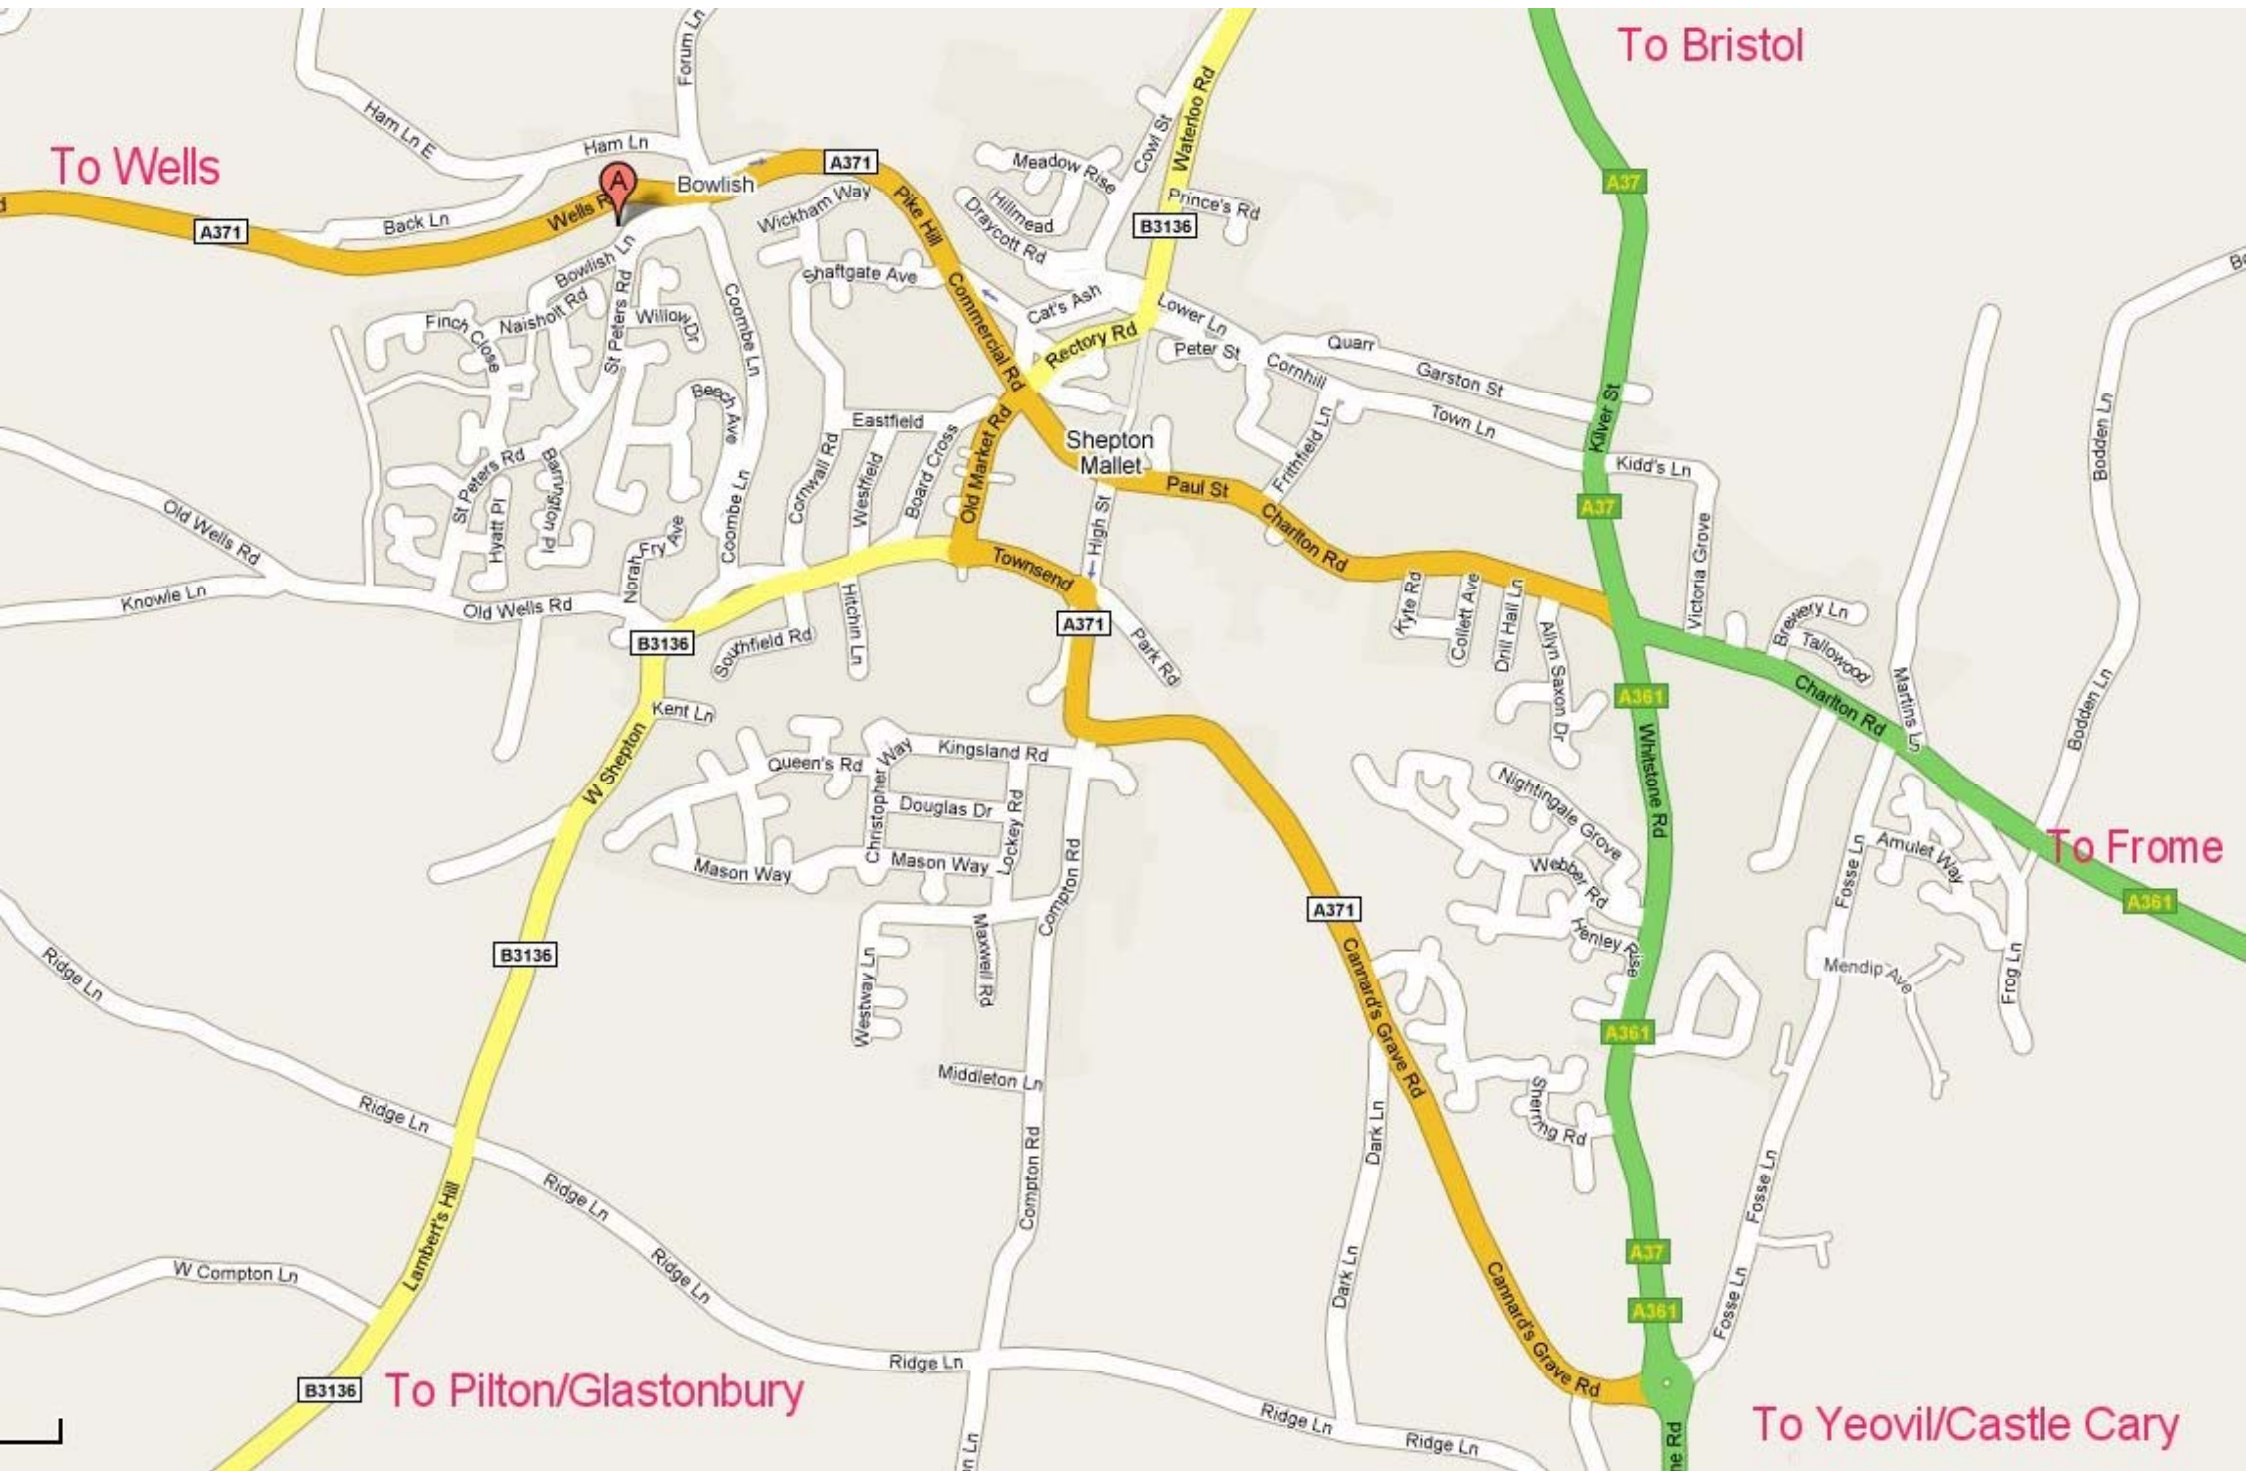 To Bristol
Forum Ln
Waterloo Rd
Ham Ln E
Ham Ln
To Wells
Cowl St
A371
Meadow Rise
Bowlish
A
A37
Wickham Way
Pike Hill
Hillmead
Prince's Rd
Back Ln
Wells R
A371
Draycott Rd
B3136
Bowlish Ln
Shaftgate Ave
Commercial Rd
Cat's Ash
Lower Ln
Naisholt Rd
St Peters Rd
Willow Dr
Coombe Ln
Finch Close
Rectory Rd
Peter St
Quarr
Cornhill
Garston St
Kilver St
Beech Ave
Eastfield
Board Cross
Old Market Rd
Shepton
Mallet
Frithfield Ln
Town Ln
Kidd's Ln
Bodden Ln
St Peters Rd
Barrington Pl
Hyatt Pl
Coombe Ln
Cornwall Rd
Westfield
High St
Paul St
A37
Charlton Rd
Victoria Grove
Old Wells Rd
Norah Fry Ave
Townsend
Knowle Ln
Old Wells Rd
Hitchin Ln
A371
Park Rd
Kyte Rd
Collett Ave
Drill Hall Ln
Allyn Saxon Dr
Brewery Ln
Tallowood
B3136
Southfield Rd
A361
Charlton Rd
Martins Ln
Bodden Ln
Kent Ln
W Shepton
Queen's Rd
Christopher Way
Kingsland Rd
Whitstone Rd
Douglas Dr
Lockey Rd
Nightingale Grove
Mason Way
Mason Way
Compton Rd
Webber Rd
Fosse Ln
Amulet Way
To Frome
A361
A371
Maxwell Rd
Westway Ln
Yenley Rise
B3136
Ridge Ln
Cannard's Grave Rd
Mendip Ave
Frog Ln
A361
Middleton Ln
Sherring Rd
Ridge Ln
Dark Ln
Compton Rd
Ridge Ln
Fosse Ln
Lambert's Hill
W Compton Ln
Ridge Ln
Dark Ln
Cannard's Grave Rd
A37
A361
Fosse Ln
Ridge Ln
B3136
To Pilton/Glastonbury
Ridge Ln
Ridge Ln
To Yeovil/Castle Cary